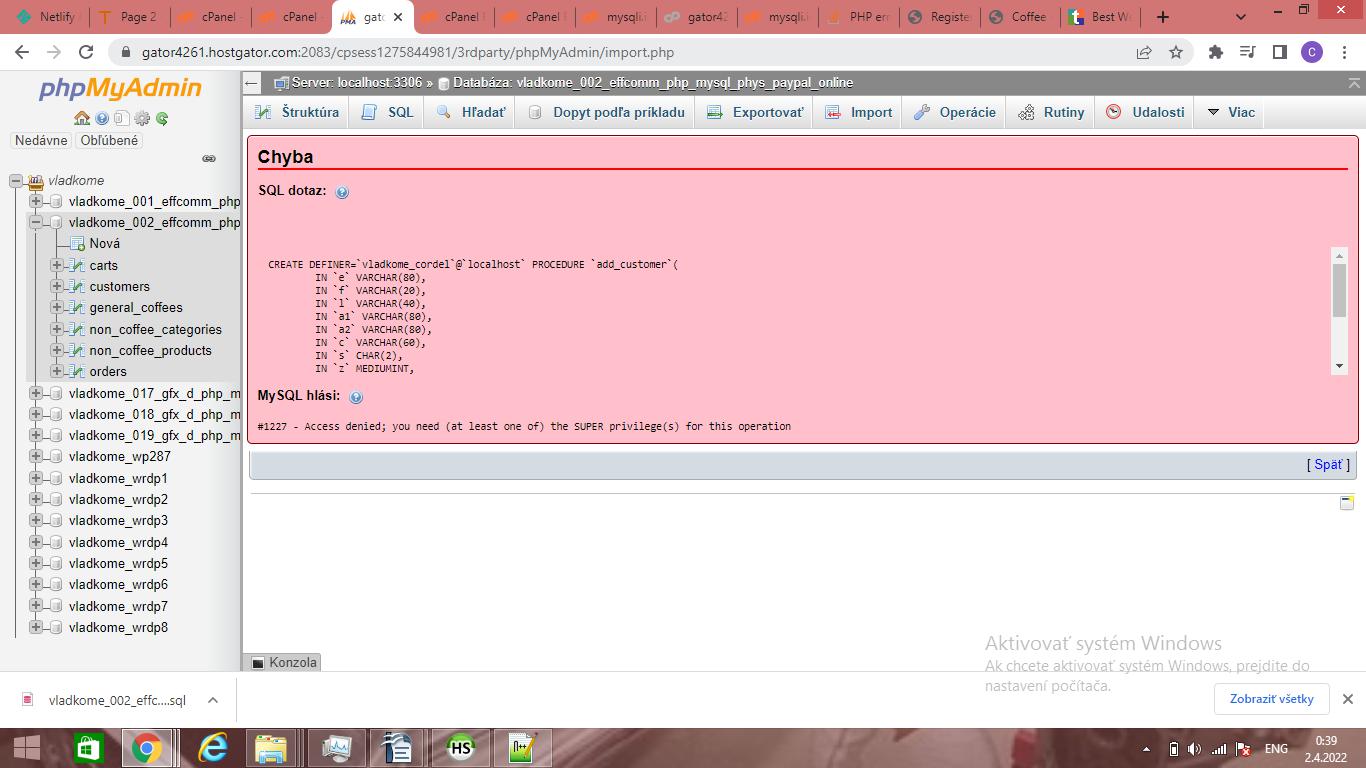 Netlify
Page 2
cPanel -
cPanel -
gato
cPanel
cPanel
mysqli.
gator42
mysqli.
PHP err
Register
Coffee
Best We
gator4261.hostgator.com:2083/cpsess1275844981/3rdparty/phpMyAdmin/import.php
C
phpMyAdmin
Nedávne
Obľúbené
vladkome
vladkome_001_effcomm_php
vladkome_002_effcomm_php
Nová
carts
customers
general_coffees
non_coffee_categories
non_coffee_products
orders
vladkome_017_gfx_d_php_m
vladkome_018_gfx_d_php_m
vladkome_019_gfx_d_php_m
vladkome_wp287
vladkome_wrdp1
vladkome_wrdp2
vladkome_wrdp3
vladkome_wrdp4
vladkome_wrdp5
vladkome_wrdp6
vladkome_wrdp7
vladkome_wrdp8
Server: localhost:3306 » Databáza: vladkome_002_effcomm_php_mysql_phys_paypal_online
Štruktúra
SQL
Hľadať
Dopyt podľa príkladu
Exportovať
Import
Operácie
Rutiny
Udalosti
Viac
Chyba
SQL dotaz:
CREATE DEFINER=`vladkome_cordel`@`localhost` PROCEDURE `add_customer`(
IN `e` VARCHAR(80),
IN `f` VARCHAR(20),
IN `l` VARCHAR(40),
IN `a1` VARCHAR(80),
IN `a2` VARCHAR(80),
IN `c` VARCHAR(60),
IN `s` CHAR(2),
IN `z` MEDIUMINT,
MySQL hlási:
#1227 - Access denied; you need (at least one of) the SUPER privilege(s) for this operation
[ Späť ]
Konzola
Aktivovať systém Windows
Ak chcete aktivovať systém Windows, prejdite do
nastavení počítača.
vladkome_002_effc....sql
Zobraziť všetky
HS
ENG
0:39
2.4.2022